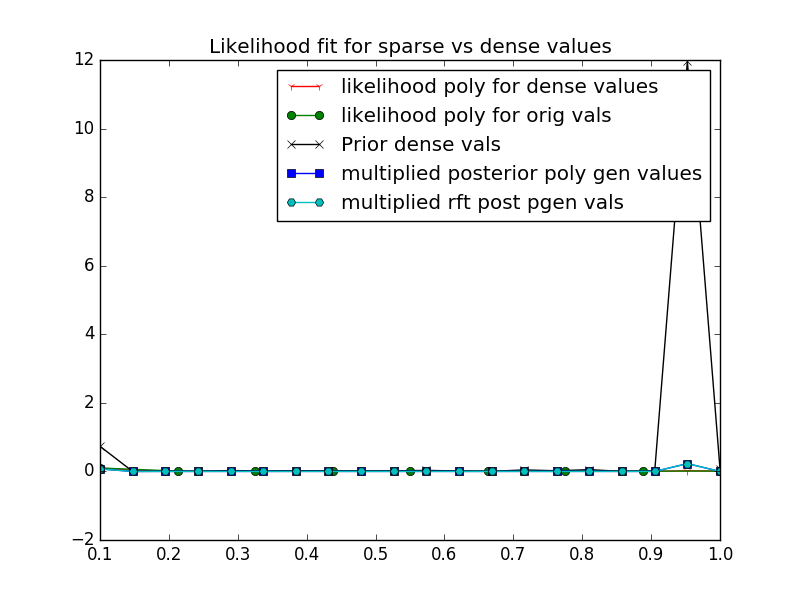 Likelihood fit for sparse vs dense values
12
likelihood poly for dense values
likelihood poly for orig vals
10
Prior dense vals
multiplied posterior poly gen values
8
multiplied rft post pgen vals
6
4
2
0
−2
0.1 0.2 0.3 0.4 0.5 0.6 0.7 0.8 0.9 1.0